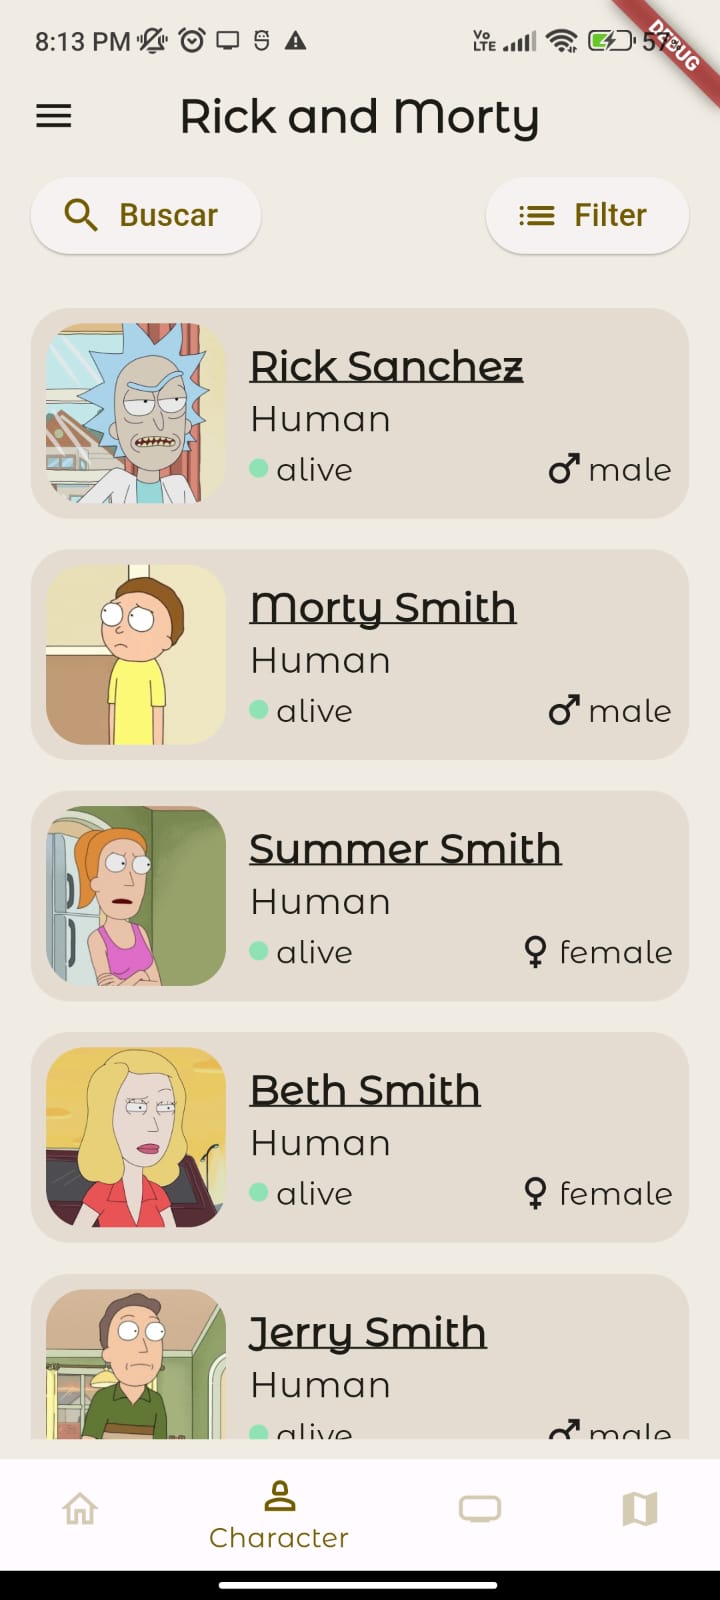 8:13 PM
Vo LTE
57%
DEBUG
Rick and Morty
Buscar
Filter
Rick Sanchez
Human
alive
male
Morty Smith
Human
alive
male
Summer Smith
Human
alive
female
Beth Smith
Human
alive
female
Jerry Smith
Human
alive
male
Character